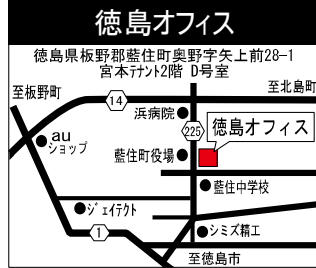 徳島オフィス
徳島県板野郡藍住町奥野字矢上前28-1
宮本テナント2階 D号室
至板野町
至北島町
14
浜病院
225
徳島オフィス
au
ショップ
藍住町役場
藍住中学校
ジェイテクト
1
シミズ精工
至徳島市